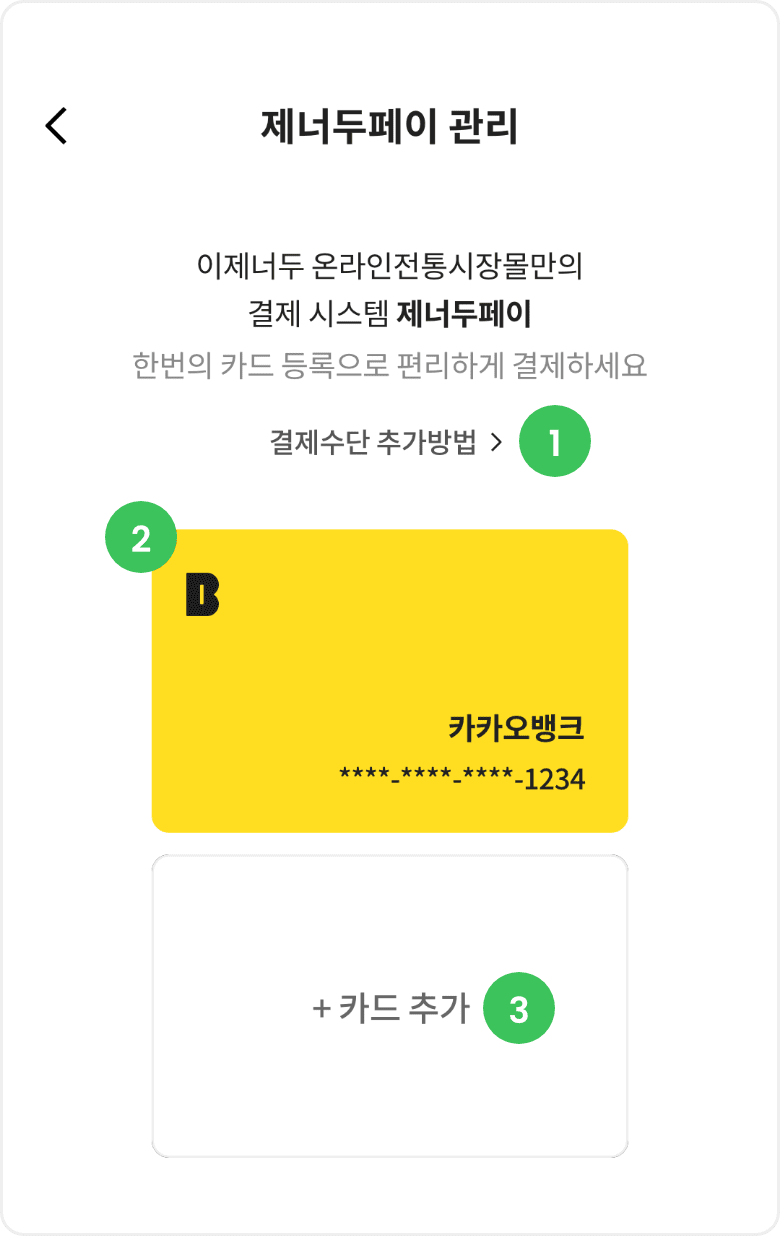 제너두페이 관리
이제너두 온라인전통시장몰만의
결제 시스템 제너두페이
한번의 카드 등록으로 편리하게 결제하세요
결제수단 추가방법 > 1
2
B
카카오뱅크
****-****-****-1234
+ 카드 추가 3